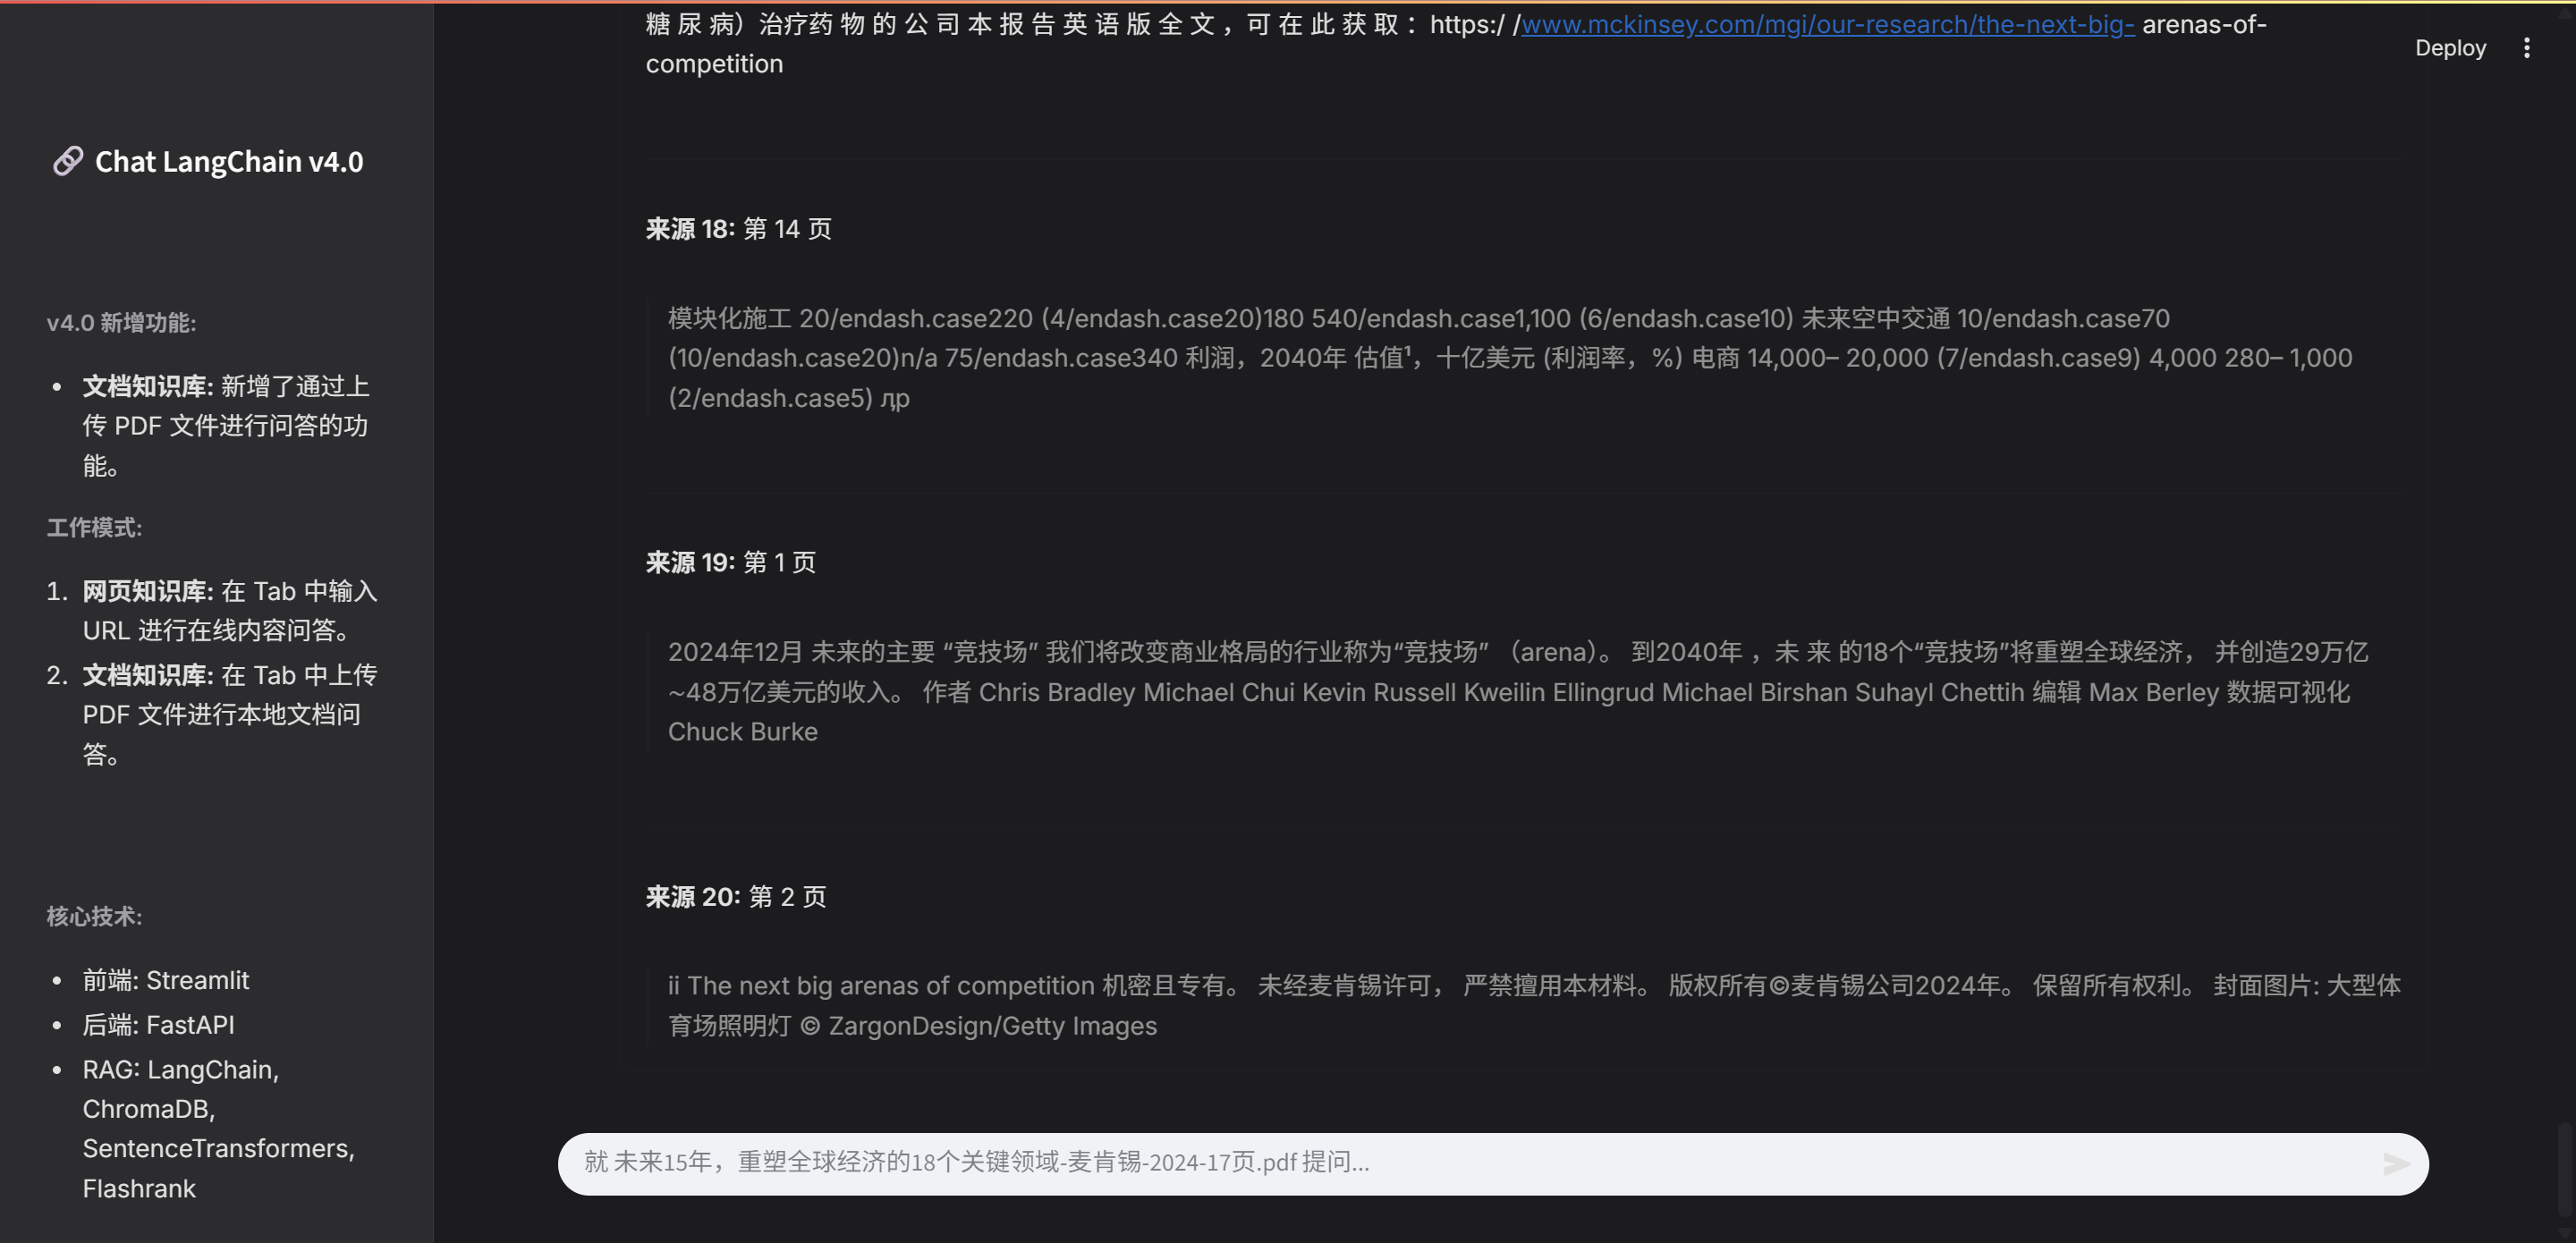 🔗 Chat LangChain v4.0
v4.0 新增功能:
• 文档知识库: 新增了通过上
传 PDF 文件进行问答的功
能。
工作模式:
1. 网页知识库: 在 Tab 中输入
URL 进行在线内容问答。
2. 文档知识库: 在 Tab 中上传
PDF 文件进行本地文档问
答。
核心技术:
• 前端: Streamlit
• 后端: FastAPI
• RAG: LangChain,
ChromaDB,
SentenceTransformers,
Flashrank
糖 尿 病）治疗药 物 的 公 司 本 报 告 英 语 版 全 文 ，可 在 此 获 取 ：https:/ /www.mckinsey.com/mgi/our-research/the-next-big- arenas-of-
competition
Deploy
来源 18: 第 14 页
模块化施工 20/endash.case220 (4/endash.case20)180 540/endash.case1,100 (6/endash.case10) 未来空中交通 10/endash.case70
(10/endash.case20)n/a 75/endash.case340 利润，2040年 估值¹，十亿美元 (利润率，%) 电商 14,000– 20,000 (7/endash.case9) 4,000 280– 1,000
(2/endash.case5) ԓp
来源 19: 第 1 页
2024年12月 未来的主要 “竞技场” 我们将改变商业格局的行业称为“竞技场” （arena）。 到2040年 ，未 来 的18个“竞技场”将重塑全球经济， 并创造29万亿
~48万亿美元的收入。 作者 Chris Bradley Michael Chui Kevin Russell Kweilin Ellingrud Michael Birshan Suhayl Chettih 编辑 Max Berley 数据可视化
Chuck Burke
来源 20: 第 2 页
ii The next big arenas of competition 机密且专有。 未经麦肯锡许可， 严禁擅用本材料。 版权所有©麦肯锡公司2024年。 保留所有权利。 封面图片: 大型体
育场照明灯 © ZargonDesign/Getty Images
就 未来15年，重塑全球经济的18个关键领域-麦肯锡-2024-17页.pdf 提问...